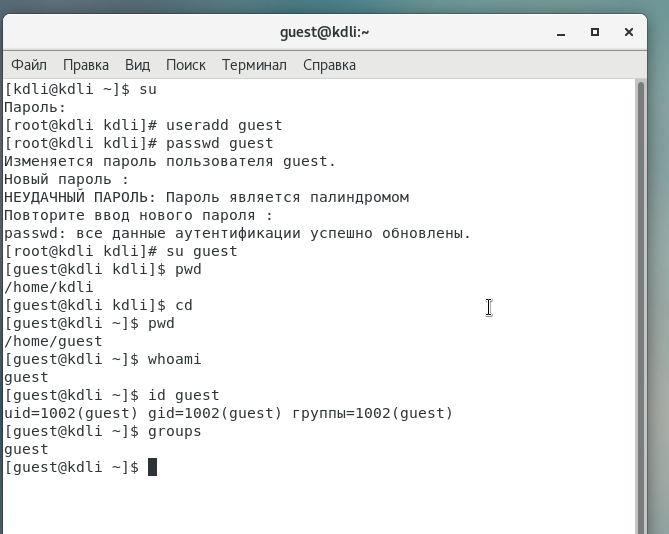 guest@kdli:~
Файл Правка Вид Поиск Терминал Справка
[kdli@kdli ~]$ su
Пароль:
[root@kdli kdli]# useradd guest
[root@kdli kdli]# passwd guest
Изменяется пароль пользователя guest.
Новый пароль :
НЕУДАЧНЫЙ ПАРОЛЬ: Пароль является палиндромом
Повторите ввод нового пароля :
passwd: все данные аутентификации успешно обновлены.
[root@kdli kdli]# su guest
[guest@kdli kdli]$ pwd
/home/kdli
[guest@kdli kdli]$ cd
[guest@kdli ~]$ pwd
/home/guest
[guest@kdli ~]$ whoami
guest
[guest@kdli ~]$ id guest
uid=1002(guest) gid=1002(guest) группы=1002(guest)
[guest@kdli ~]$ groups
guest
[guest@kdli ~]$